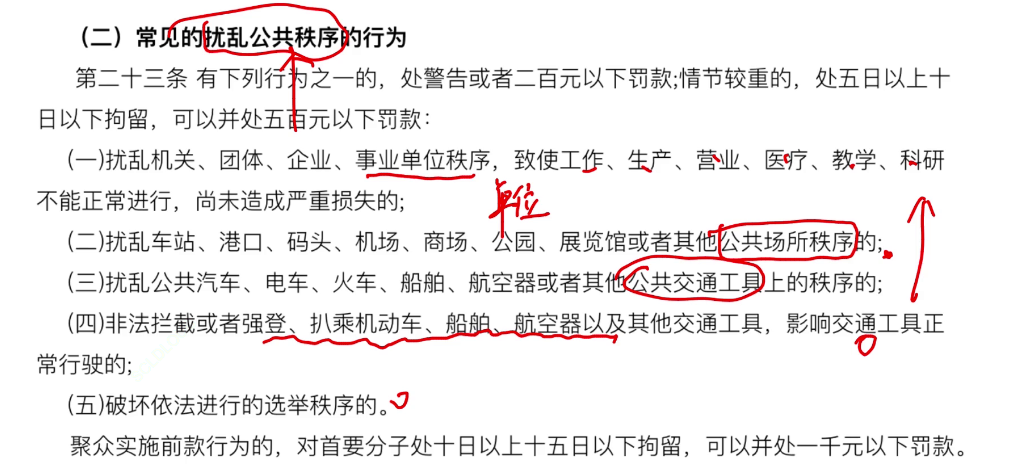 （二）常见的扰乱公共秩序的行为
第二十三条 有下列行为之一的，处警告或者二百元以下罚款;情节较重的，处五日以上十
日以下拘留，可以并处五百元以下罚款：
(一)扰乱机关、团体、企业、事业单位秩序，致使工作、生产、营业、医疗、教学、科研
不能正常进行，尚未造成严重损失的;
单位
(二)扰乱车站、港口、码头、机场、商场、公园、展览馆或者其他公共场所秩序的;
(三)扰乱公共汽车、电车、火车、船舶、航空器或者其他公共交通工具上的秩序的;
(四)非法拦截或者强登、扒乘机动车、船舶、航空器以及其他交通工具，影响交通工具正
常行驶的;
(五)破坏依法进行的选举秩序的。
聚众实施前款行为的，对首要分子处十日以上十五日以下拘留，可以并处一千元以下罚款。